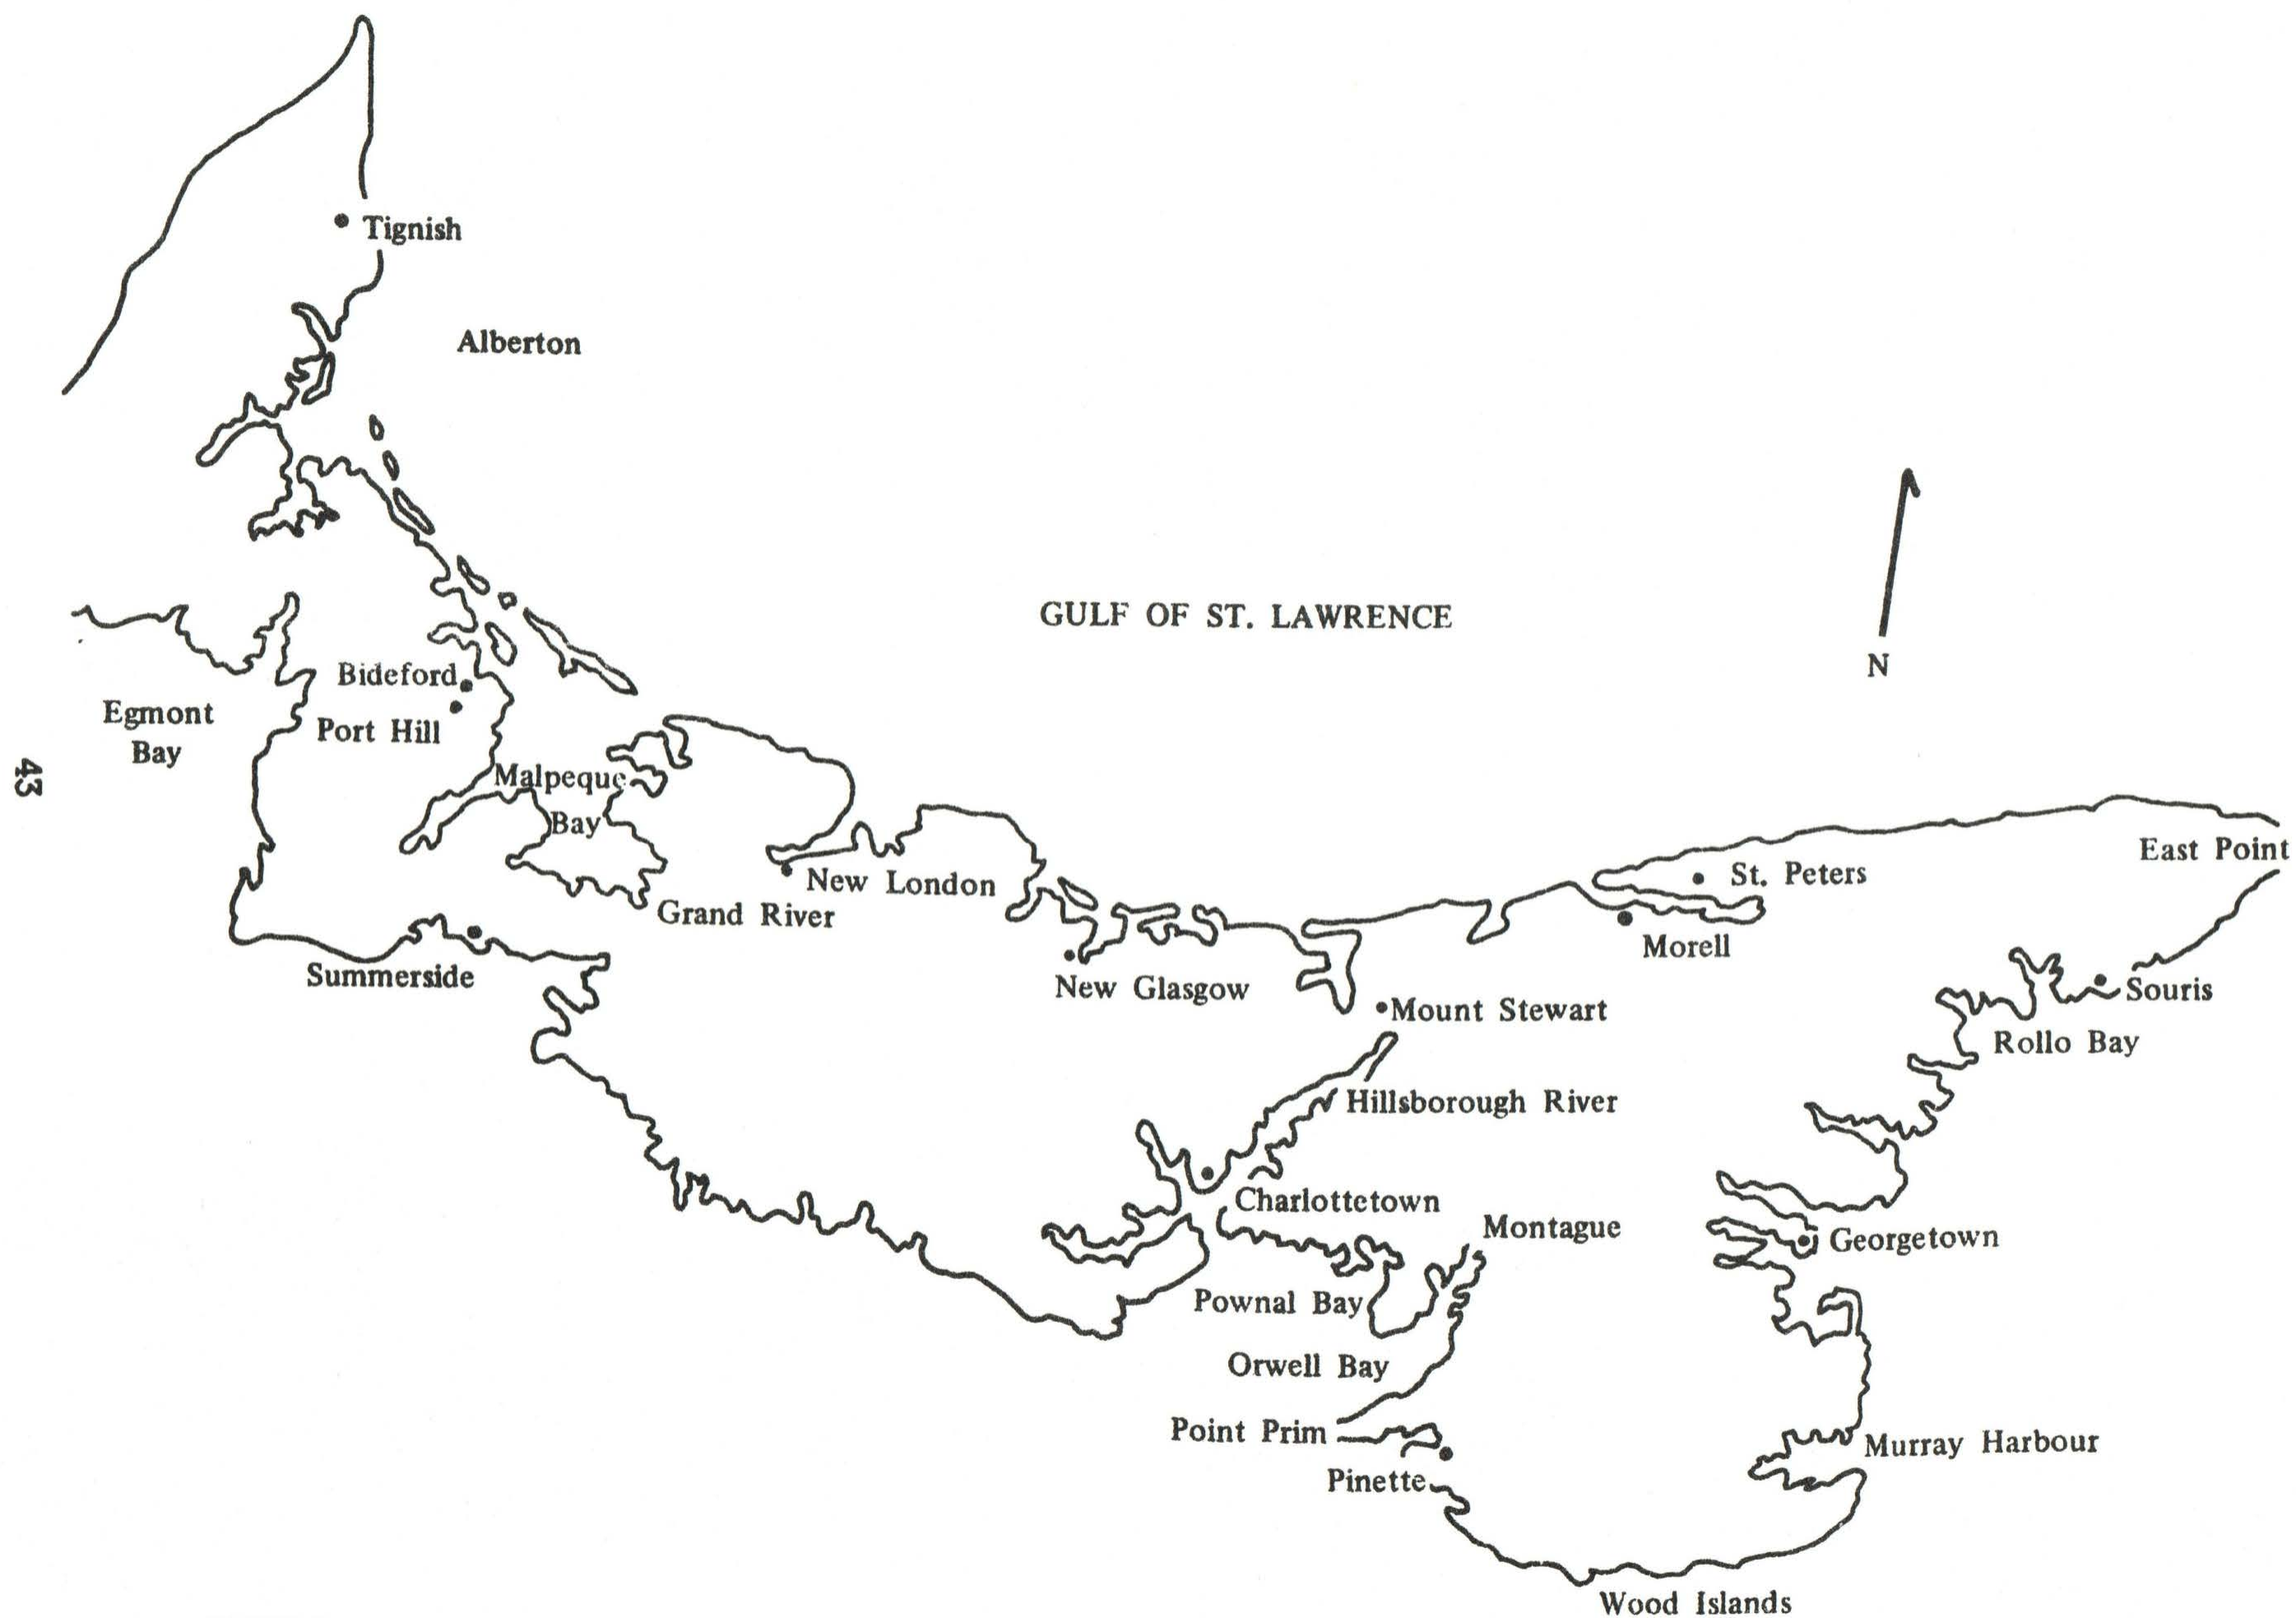 Tignish
Alberton
GULF OF ST. LAWRENCE
N
Bideford
Egmont
Bay
Port Hill
43
Malpeque
Bay
New London
Grand River
East Point
St. Peters
Morell
Summerside
New Glasgow
Mount Stewart
Souris
Rollo Bay
Hillsborough River
Charlottetown
Montague
Georgetown
Pownal Bay
Orwell Bay
Point Prim
Murray Harbour
Pinette
Wood Islands